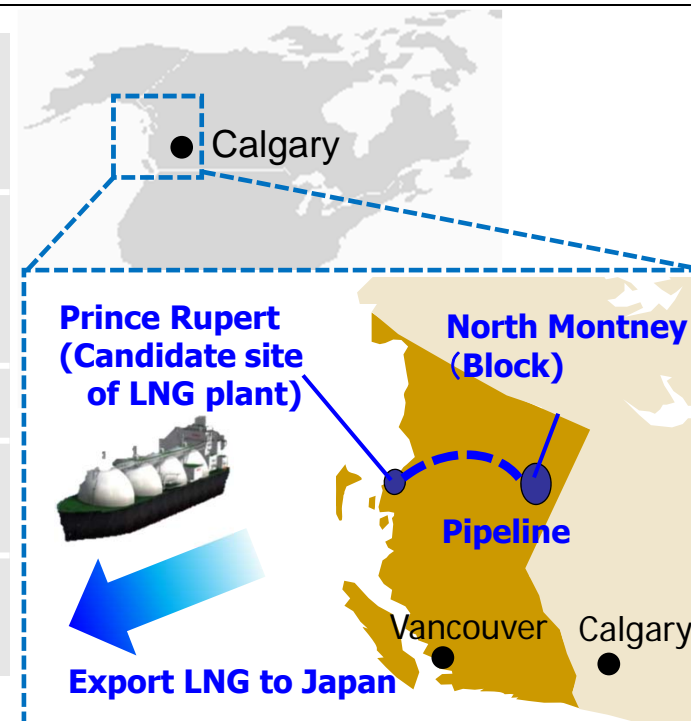 Calgary
Prince Rupert
(Candidate site
of LNG plant)
North Montney
（Block)
Pipeline
Vancouver
Calgary
Export LNG to Japan